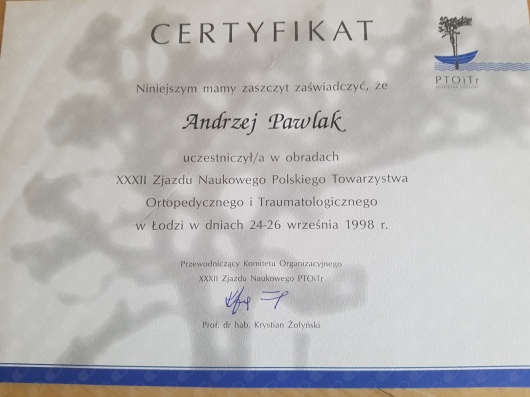 CERTYFIKAT
PTOiTr
Niniejszym mamy zaszczyt zaświadczyć, że
Andrzej Pawlak
uczestniczył/a w obradach
XXXII Zjazdu Naukowego Polskiego Towarzystwa
Ortopedycznego i Traumatologicznego
w Łodzi w dniach 24-26 września 1998 r.
Przewodniczący Komitetu Organizacyjnego
XXXII Zjazdu Naukowego PTOiTr
Prof. dr hab. Krystian Żołyński